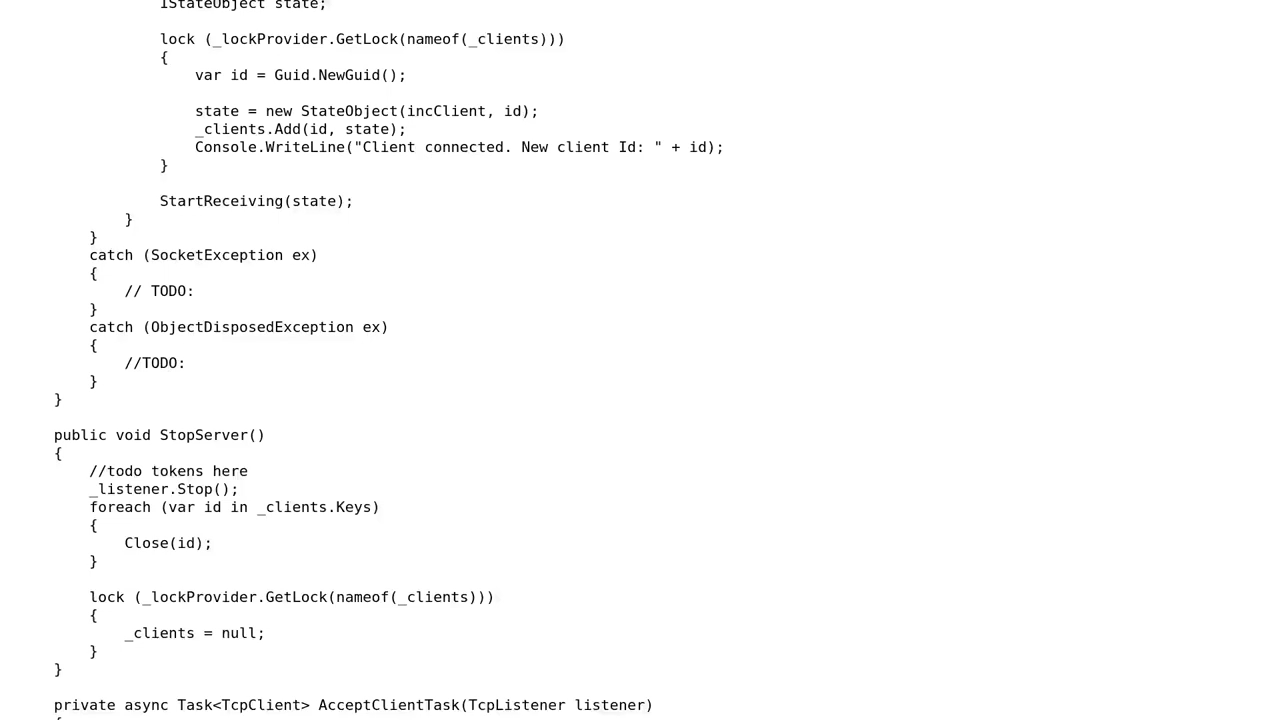 IStateObject state;
lock (_lockProvider.GetLock(nameof(_clients)))
{
var id = Guid.NewGuid();
state = new StateObject(incClient, id);
_clients.Add(id, state);
Console.WriteLine("Client connected. New client Id: " + id);
}
StartReceiving(state);
}
}
catch (SocketException ex)
{
// TODO:
}
catch (ObjectDisposedException ex)
{
//TODO:
}
}
public void StopServer()
{
//todo tokens here
_listener.Stop();
foreach (var id in _clients.Keys)
{
Close(id);
}
lock (_lockProvider.GetLock(nameof(_clients)))
{
_clients = null;
}
}
private async Task<TcpClient> AcceptClientTask(TcpListener listener)
{